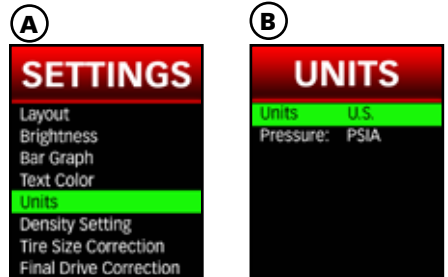 A
SETTINGS
Layout
Brightness
Bar Graph
Text Color
Units
Density Setting
Tire Size Correction
Final Drive Correction
B
UNITS
Units U.S.
Pressure: PSIA